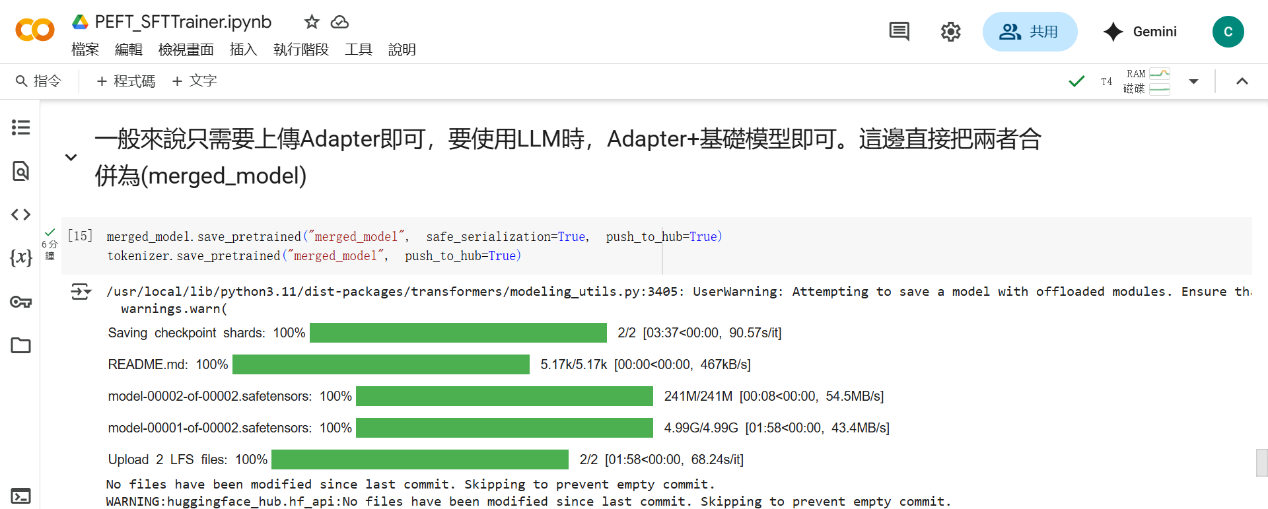 PEFT_SFTTrainer.ipynb
檔案 編輯 檢視畫面 插入 執行階段 工具 說明
共用
Gemini
C
指令 + 程式碼 + 文字
T4 RAM
磁碟
一般來說只需要上傳Adapter即可，要使用LLM時，Adapter+基礎模型即可。這邊直接把兩者合
併為(merged_model)
6 分
鐘
[15] merged_model.save_pretrained("merged_model", safe_serialization=True, push_to_hub=True)
tokenizer.save_pretrained("merged_model", push_to_hub=True)
/usr/local/lib/python3.11/dist-packages/transformers/modeling_utils.py:3405: UserWarning: Attempting to save a model with offloaded modules. Ensure
warnings.warn(
Saving checkpoint shards: 100% 2/2 [03:37<00:00, 90.57s/it]
README.md: 100% 5.17k/5.17k [00:00<00:00, 467kB/s]
model-00002-of-00002.safetensors: 100% 241M/241M [00:08<00:00, 54.5MB/s]
model-00001-of-00002.safetensors: 100% 4.99G/4.99G [01:58<00:00, 43.4MB/s]
Upload 2 LFS files: 100% 2/2 [01:58<00:00, 68.24s/it]
No files have been modified since last commit. Skipping to prevent empty commit.
WARNING:huggingface_hub.hf_api:No files have been modified since last commit. Skipping to prevent empty commit.